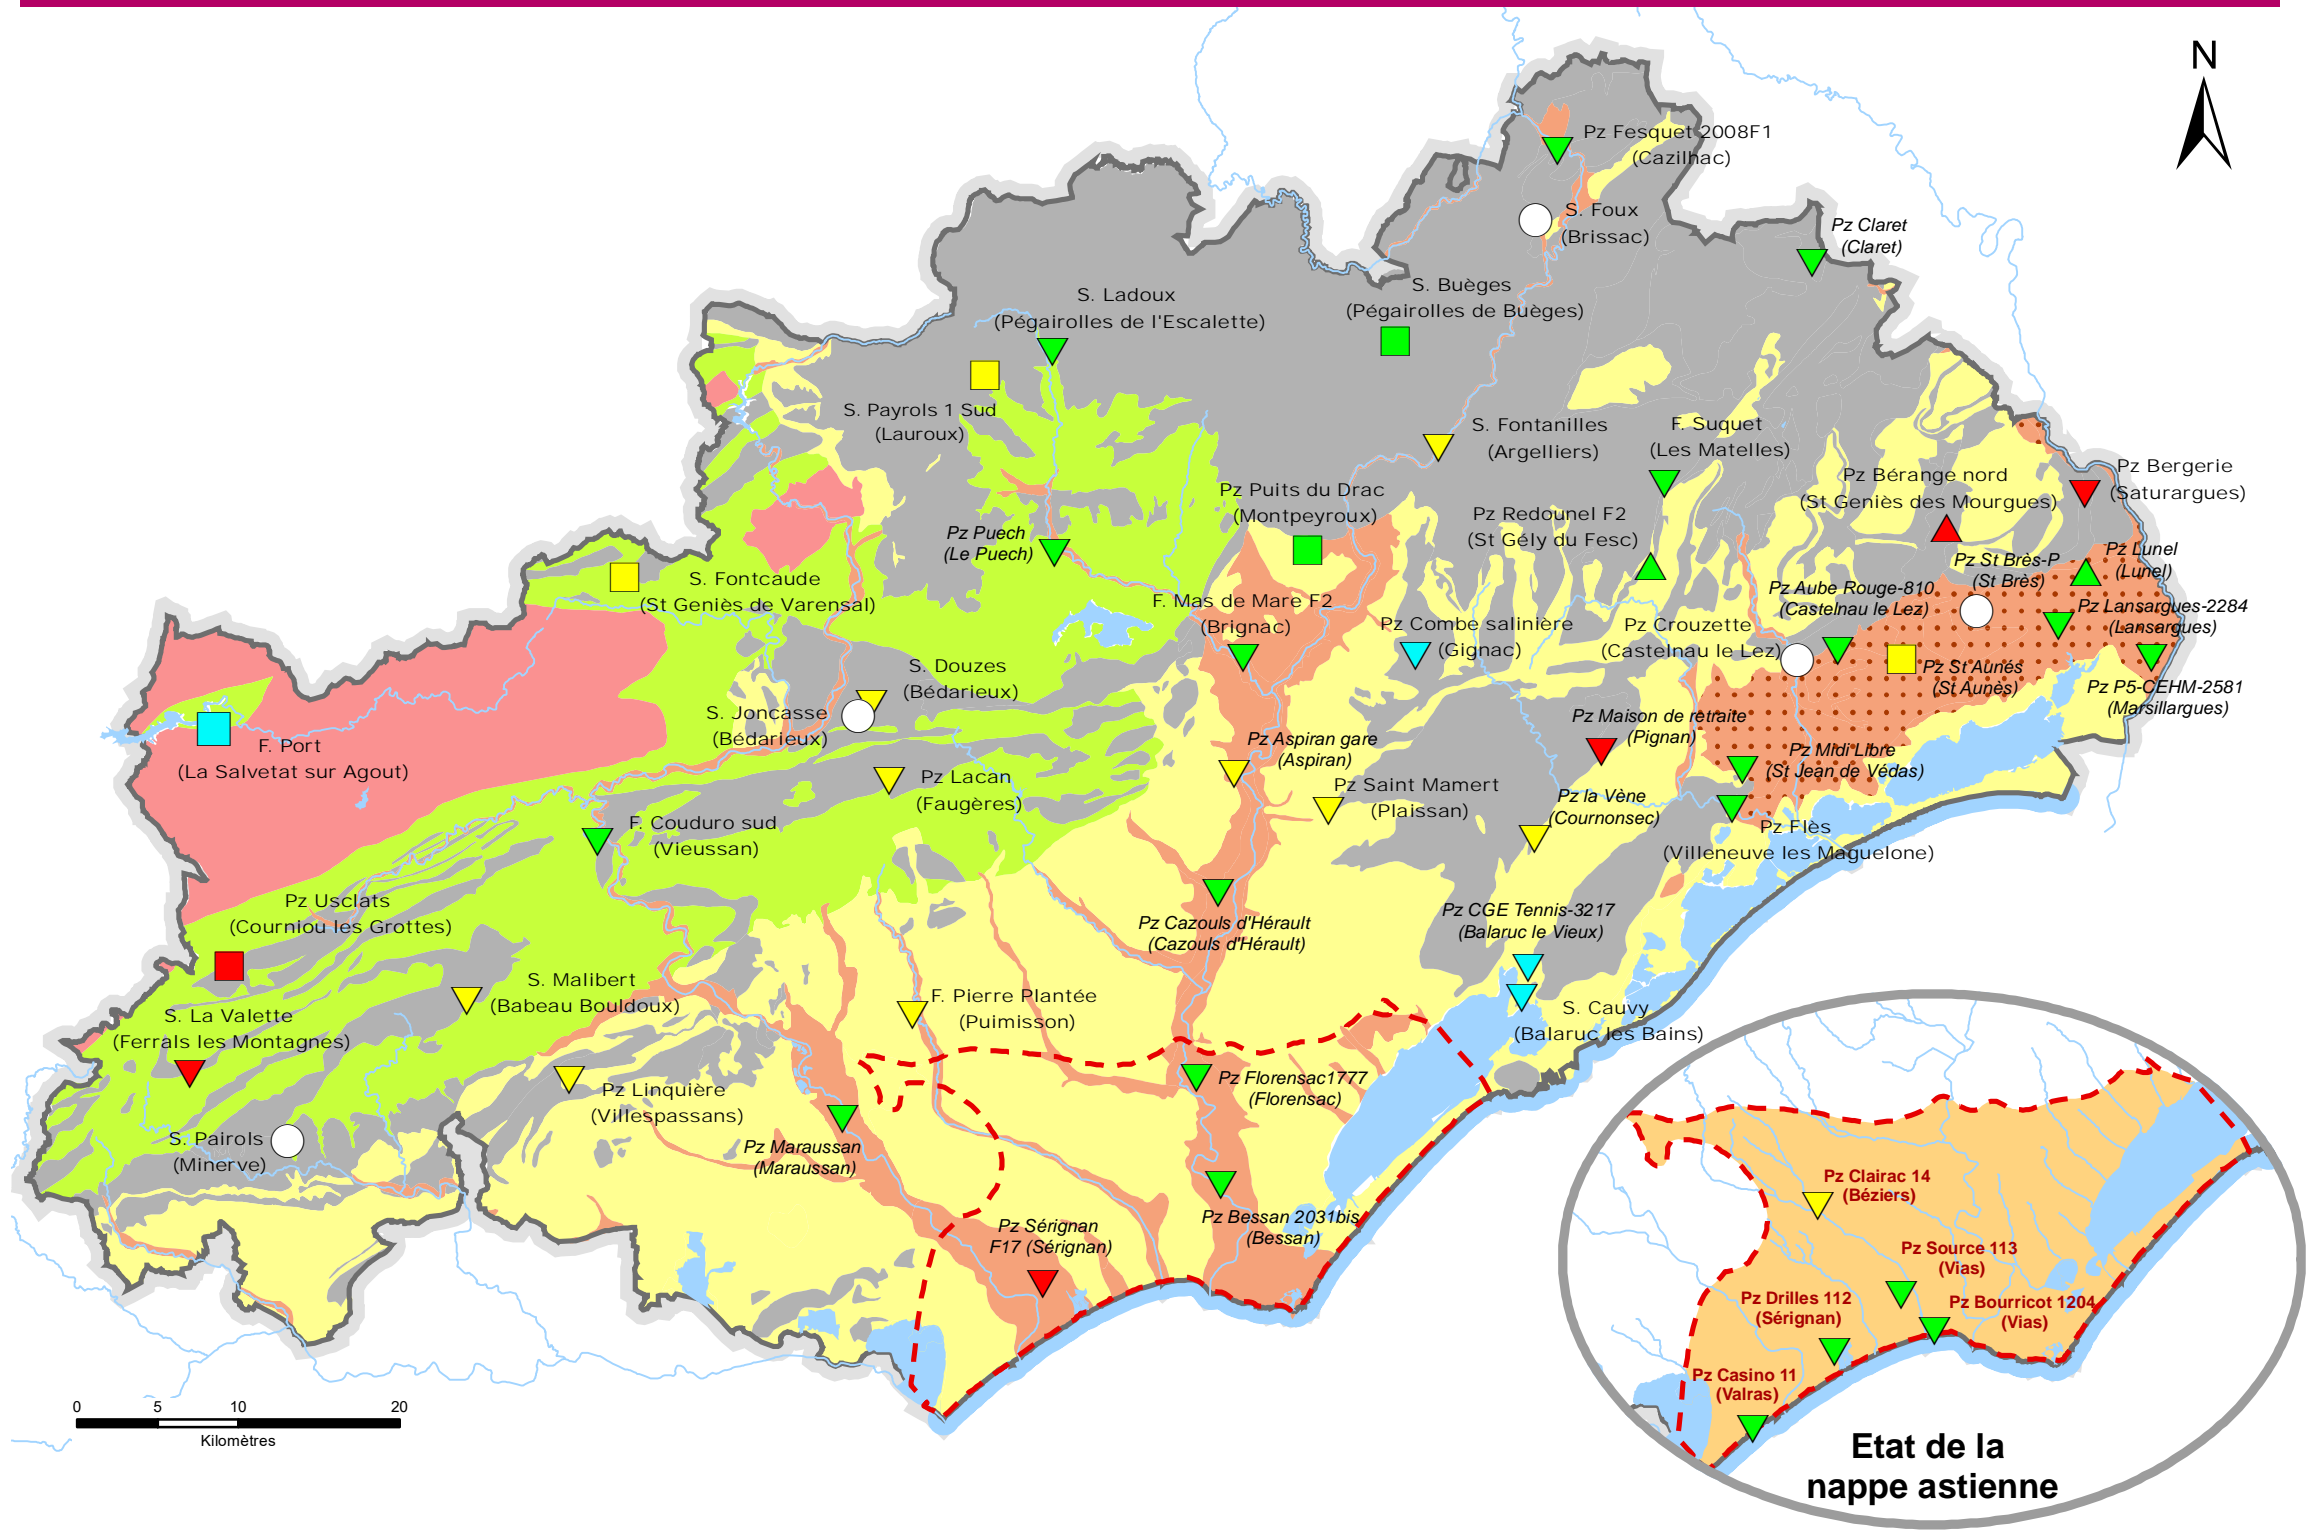 N
Pz Fesquet 2008F1
(Cazilhac)
S. Foux
(Brissac)
Pz Claret
(Claret)
S. Buèges
(Pégairolles de Buèges)
S. Ladoux
(Pégairolles de l'Escalette)
S. Payrols 1 Sud
(Lauroux)
S. Fontanilles
(Argelliers)
F. Suquet
(Les Matelles)
Pz Bérange nord
(St Geniès des Mourgues)
Pz Bergerie
(Saturargues)
Pz Puits du Drac
(Montpeyroux)
Pz Redounel F2
(St Gély du Fesc)
Pz Puech
(Le Puech)
Pz St Brès-P
(St Brès)
Pz Lunel
(Lunel)
S. Fontcaude
(St Geniès de Varensal)
Pz Aube Rouge-810
(Castelnau le Lez)
F. Mas de Mare F2
(Brignac)
Pz Lansargues-2284
(Lansargues)
Pz Combe salinière
(Gignac)
Pz Crouzette
(Castelnau le Lez)
S. Douzes
(Bédarieux)
Pz St Aunés
(St Aunès)
Pz P5-CEHM-2581
(Marsillargues)
S. Joncasse
(Bédarieux)
Pz Maison de retraite
(Pignan)
F. Port
(La Salvetat sur Agout)
Pz Aspiran gare
(Aspiran)
Pz Midi Libre
(St Jean de Védas)
Pz Lacan
(Faugères)
Pz Saint Mamert
(Plaissan)
Pz la Vène
(Cournonsec)
F. Couduro sud
(Vieussan)
Pz Flès
(Villeneuve les Maguelone)
Pz Usclats
(Courniou les Grottes)
Pz CGE Tennis-3217
(Balaruc le Vieux)
Pz Cazouls d'Hérault
(Cazouls d'Hérault)
S. Malibert
(Babeau Bouldoux)
F. Pierre Plantée
(Puimisson)
S. Cauvy
(Balaruc les Bains)
S. La Valette
(Ferrals les Montagnes)
Pz Florensac1777
(Florensac)
Pz Linquière
(Villespassans)
S. Pairols
(Minerve)
Pz Maraussan
(Maraussan)
Pz Bessan 2031bis
(Bessan)
Pz Sérignan
F17 (Sérignan)
Pz Clairac 14
(Béziers)
Pz Source 113
(Vias)
Pz Drilles 112
(Sérignan)
Pz Bourricot 1204
(Vias)
Pz Casino 11
(Valras)
Etat de la
nappe astienne
0 5 10 20
Kilomètres